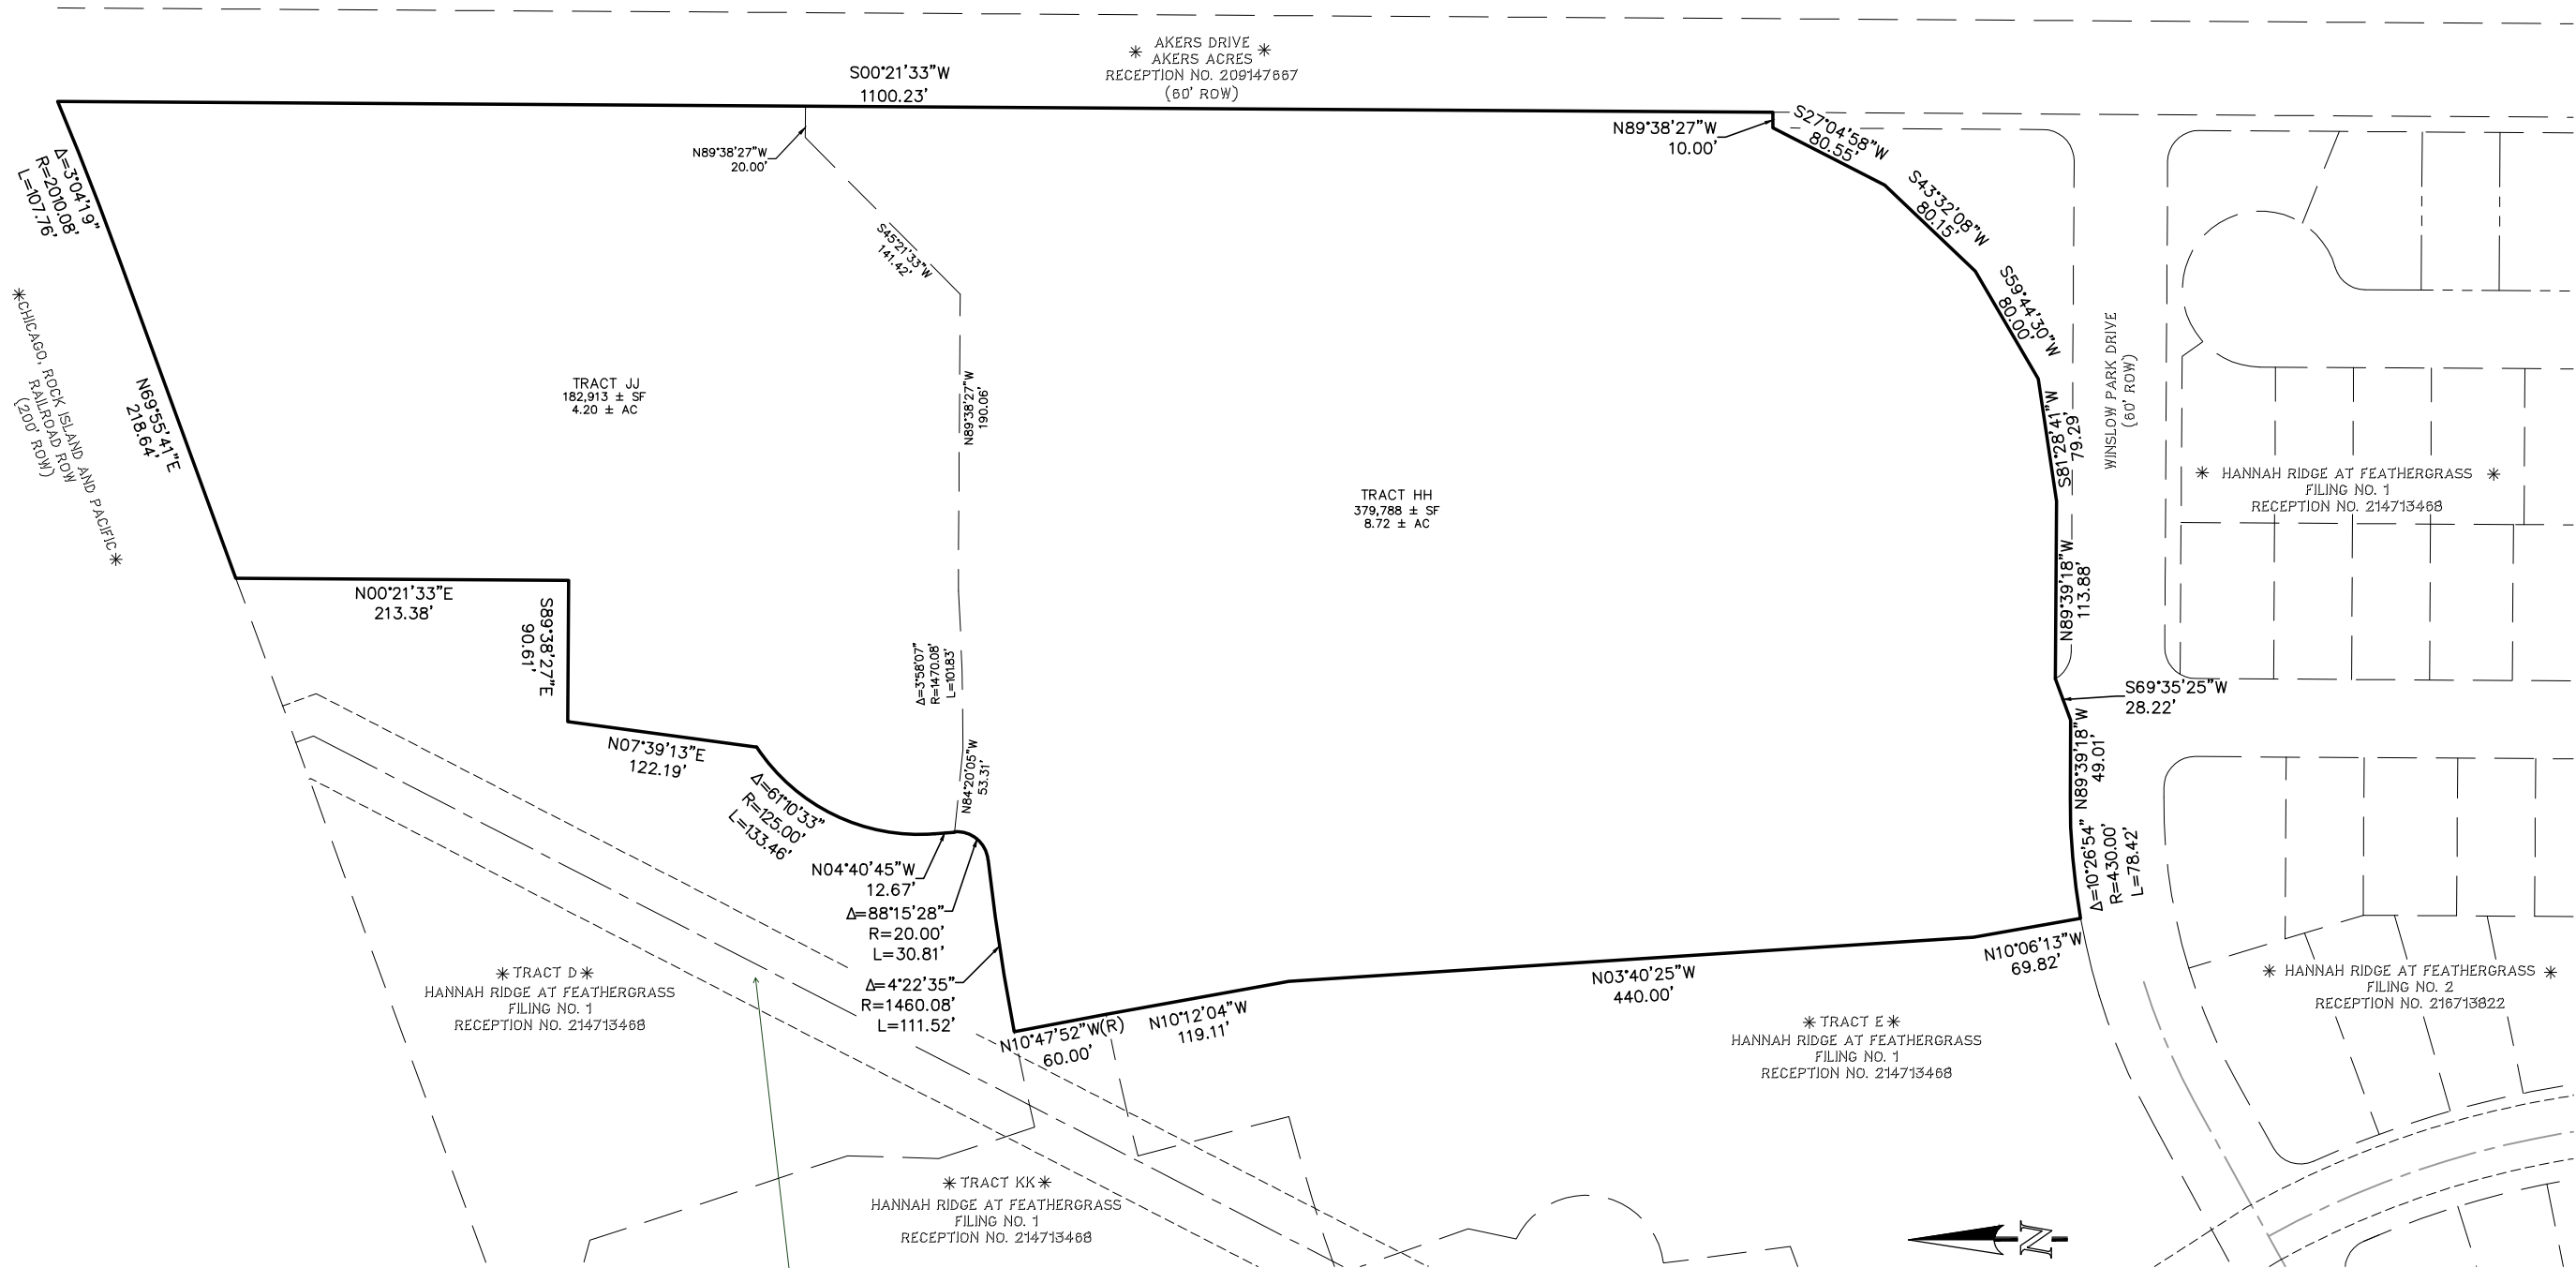 * AKERS DRIVE *
AKERS ACRES
RECEPTION NO. 209147667
(60' ROW)
S00°21'33"W
1100.23'
N89°38'27"W
20.00'
N89°38'27"W
10.00'
S27°04'58"W
80.55'
S43°32'08"W
80.15'
S59°44'30"W
80.00'
S81°28'41"W
79.29'
N89°39'18"W
113.88'
S69°35'25"W
28.22'
N89°39'18"W
49.01'
Δ=10°26'54"
R=430.00'
L=78.42'
N10°06'13"W
69.82'
N03°40'25"W
440.00'
N10°12'04"W
119.11'
N10°47'52"W(R)
60.00'
Δ=4°22'35"
R=1460.08'
L=111.52'
Δ=88°15'28"
R=20.00'
L=30.81'
N04°40'45"W
12.67'
Δ=61°10'33"
R=125.00'
L=133.46'
N07°39'13"E
122.19'
S89°38'27"E
90.61'
N00°21'33"E
213.38'
N69°55'41"E
218.64'
Δ=3°04'19"
R=2010.08'
L=107.76'
*CHICAGO, ROCK ISLAND AND PACIFIC*
RAILROAD ROW
(200' ROW)
S45°21'33"W
141.42'
N89°38'27"W
190.06'
Δ=3°58'07"
R=1470.08'
L=101.83'
N84°20'05"W
53.31'
TRACT JJ
182,913 ± SF
4.20 ± AC
TRACT HH
379,788 ± SF
8.72 ± AC
WINSLOW PARK DRIVE
(60' ROW)
* HANNAH RIDGE AT FEATHERGRASS *
FILING NO. 1
RECEPTION NO. 214713468
* HANNAH RIDGE AT FEATHERGRASS *
FILING NO. 2
RECEPTION NO. 216713822
*TRACT D*
HANNAH RIDGE AT FEATHERGRASS
FILING NO. 1
RECEPTION NO. 214713468
*TRACT E*
HANNAH RIDGE AT FEATHERGRASS
FILING NO. 1
RECEPTION NO. 214713468
*TRACT KK*
HANNAH RIDGE AT FEATHERGRASS
FILING NO. 1
RECEPTION NO. 214713468
N